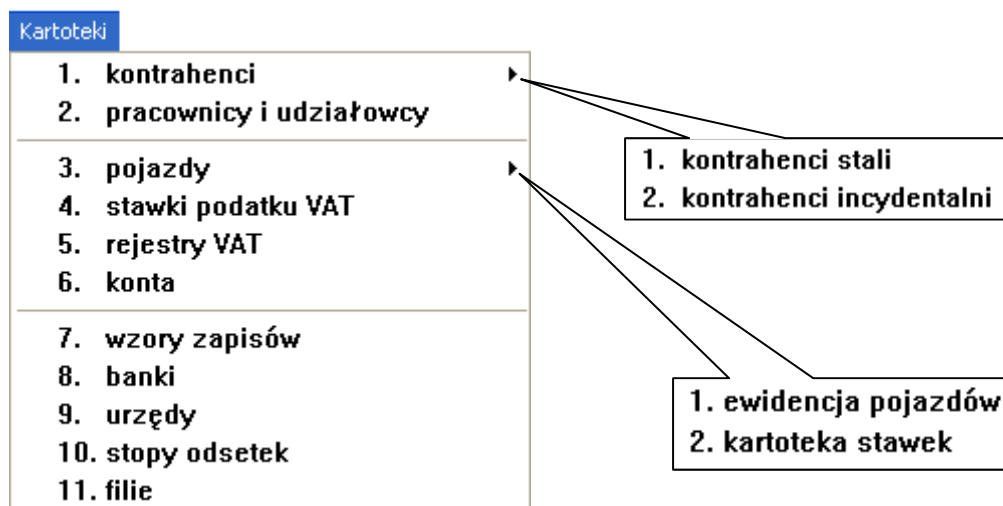 Kartoteki
1. kontrahenci
2. pracownicy i udziałowcy
3. pojazdy
4. stawki podatku VAT
5. rejestry VAT
6. konta
7. wzory zapisów
8. banki
9. urzędy
10. stopy odsetek
11. filie
1. kontrahenci stali
2. kontrahenci incydentalni
1. ewidencja pojazdów
2. kartoteka stawek